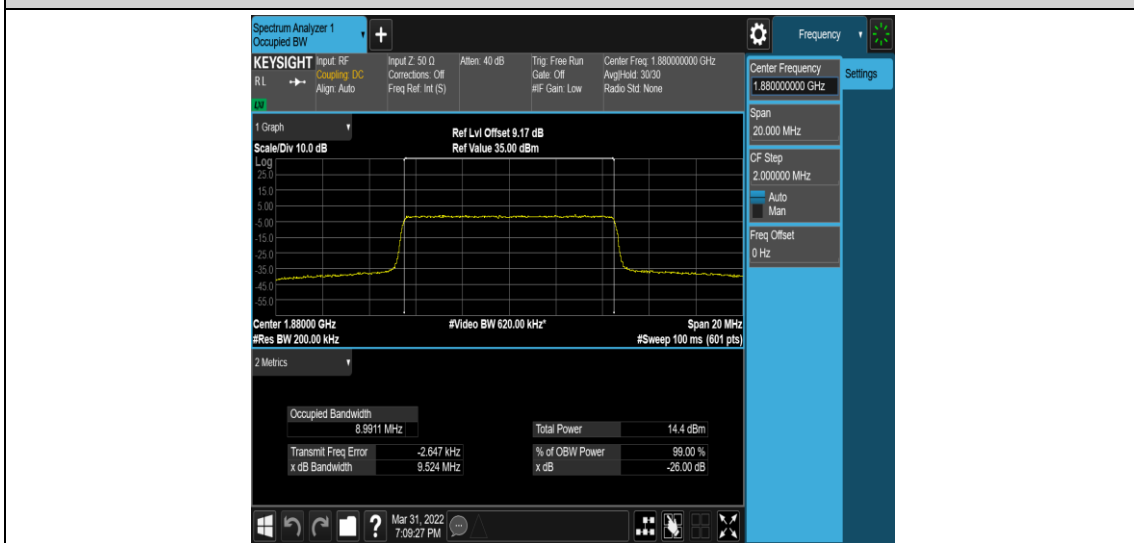 Spectrum Analyzer 1
Occupied BW
+
Frequency
KEYSIGHT
RL
LXI
Input: RF
Coupling: DC
Align: Auto
Input Z: 50 Ω
Corrections: Off
Freq Ref: Int (S)
Atten: 40 dB
Trig: Free Run
Gate: Off
#IF Gain: Low
Center Freq: 1.880000000 GHz
Avg|Hold: 30/30
Radio Std: None
Center Frequency
1.880000000 GHz
Settings
Span
20.000 MHz
CF Step
2.000000 MHz
Auto
Man
Freq Offset
0 Hz
1 Graph
Scale/Div 10.0 dB
Ref Lvl Offset 9.17 dB
Ref Value 35.00 dBm
Log
25.0
15.0
5.00
-5.00
-15.0
-25.0
-35.0
-45.0
-55.0
Center 1.88000 GHz
#Video BW 620.00 kHz*
Span 20 MHz
#Res BW 200.00 kHz
#Sweep 100 ms (601 pts)
2 Metrics
Occupied Bandwidth
8.9911 MHz
Total Power 14.4 dBm
Transmit Freq Error -2.647 kHz
% of OBW Power 99.00 %
x dB Bandwidth 9.524 MHz
x dB -26.00 dB
?
Mar 31, 2022
7:09:27 PM